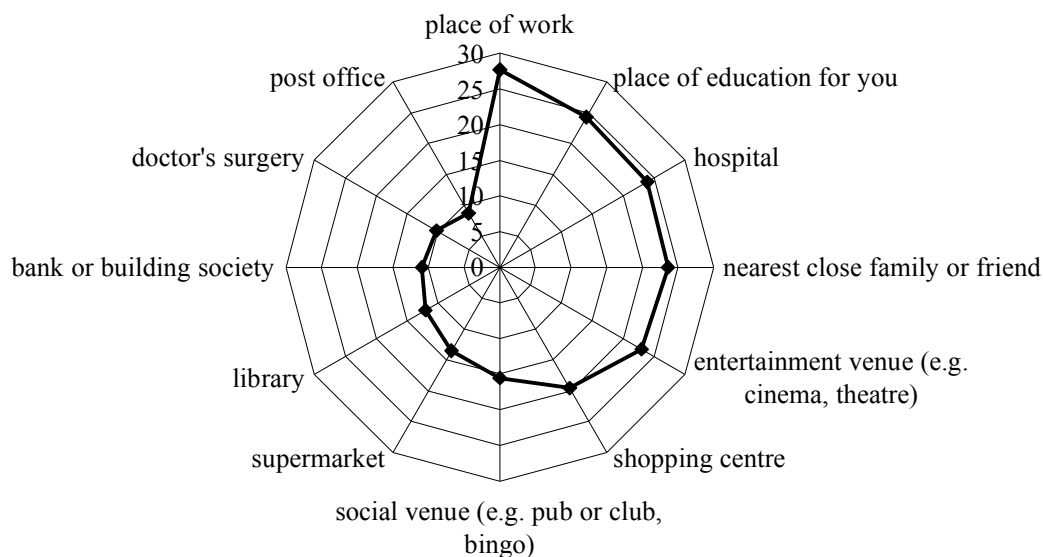 place of work
30
25
20
15
10
5
0
place of education for you
hospital
nearest close family or friend
entertainment venue (e.g.
cinema, theatre)
shopping centre
social venue (e.g. pub or club,
bingo)
supermarket
library
bank or building society
doctor's surgery
post office